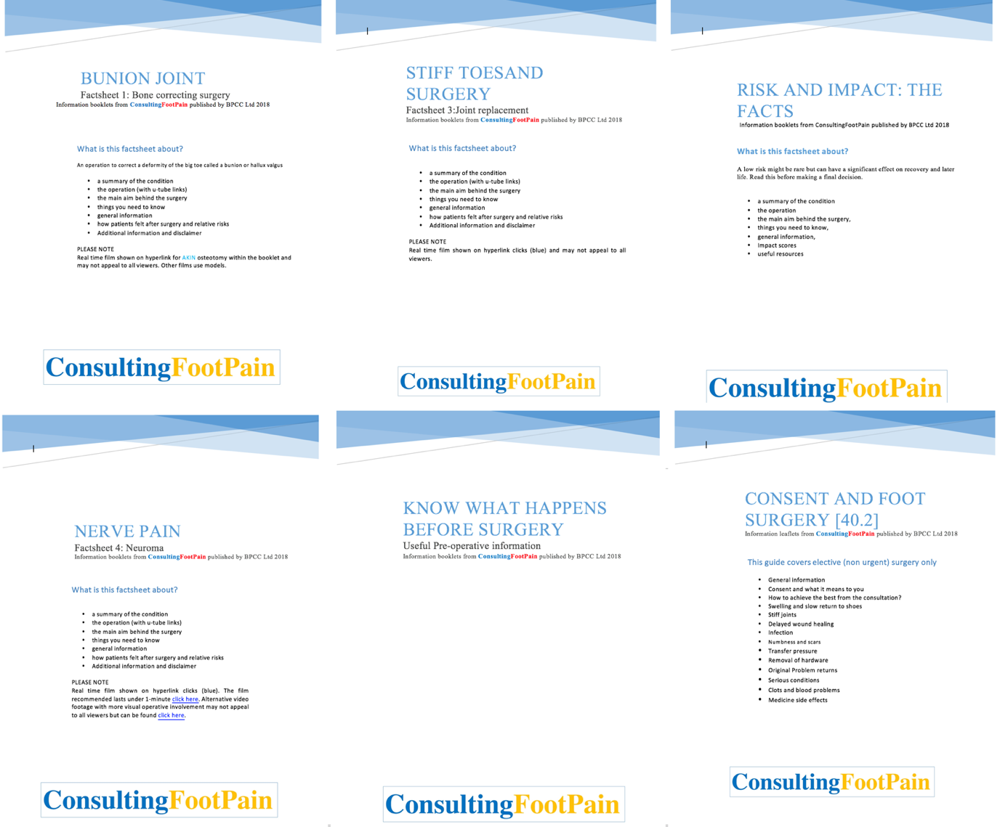 BUNION JOINT
Factsheet 1: Bone correcting surgery
Information booklets from ConsultingFootPain published by BPCC Ltd 2018
What is this factsheet about?
An operation to correct a deformity of the big toe called a bunion or hallux valgus
• a summary of the condition
• the operation (with u-tube links)
• the main aim behind the surgery
• things you need to know
• general information
• how patients felt after surgery and relative risks
• Additional information and disclaimer
PLEASE NOTE
Real time film shown on hyperlink for AKIN osteotomy within the booklet and
may not appeal to all viewers. Other films use models.
ConsultingFootPain
STIFF TOESAND
SURGERY
Factsheet 3:Joint replacement
Information booklets from ConsultingFootPain published by BPCC Ltd 2018
What is this factsheet about?
• a summary of the condition
• the operation (with u-tube links)
• the main aim behind the surgery
• things you need to know
• general information
• how patients felt after surgery and relative risks
• Additional information and disclaimer
PLEASE NOTE
Real time film shown on hyperlink clicks (blue) and may not appeal to all
viewers.
ConsultingFootPain
RISK AND IMPACT: THE
FACTS
Information booklets from ConsultingFootPain published by BPCC Ltd 2018
What is this factsheet about?
A low risk might be rare but can have a significant effect on recovery and later
life. Read this before making a final decision.
• a summary of the condition
• the operation
• the main aim behind the surgery,
• things you need to know,
• general information,
• Impact scores
• useful resources
ConsultingFootPain
NERVE PAIN
Factsheet 4: Neuroma
Information booklets from ConsultingFootPain published by BPCC Ltd 2018
What is this factsheet about?
• a summary of the condition
• the operation (with u-tube links)
• the main aim behind the surgery
• things you need to know
• general information
• how patients felt after surgery and relative risks
• Additional information and disclaimer
PLEASE NOTE
Real time film shown on hyperlink clicks (blue). The film
recommended lasts under 1-minute click here. Alternative video
footage with more visual operative involvement may not appeal
to all viewers but can be found click here.
ConsultingFootPain
KNOW WHAT HAPPENS
BEFORE SURGERY
Useful Pre-operative information
Information booklets from ConsultingFootPain published by BPCC Ltd 2018
ConsultingFootPain
CONSENT AND FOOT
SURGERY [40.2]
Information leaflets from ConsultingFootPain published by BPCC Ltd 2018
This guide covers elective (non urgent) surgery only
• General information
• Consent and what it means to you
• How to achieve the best from the consultation?
• Swelling and slow return to shoes
• Stiff joints
• Delayed wound healing
• Infection
• Numbness and scars
• Transfer pressure
• Removal of hardware
• Original Problem returns
• Serious conditions
• Clots and blood problems
• Medicine side effects
ConsultingFootPain